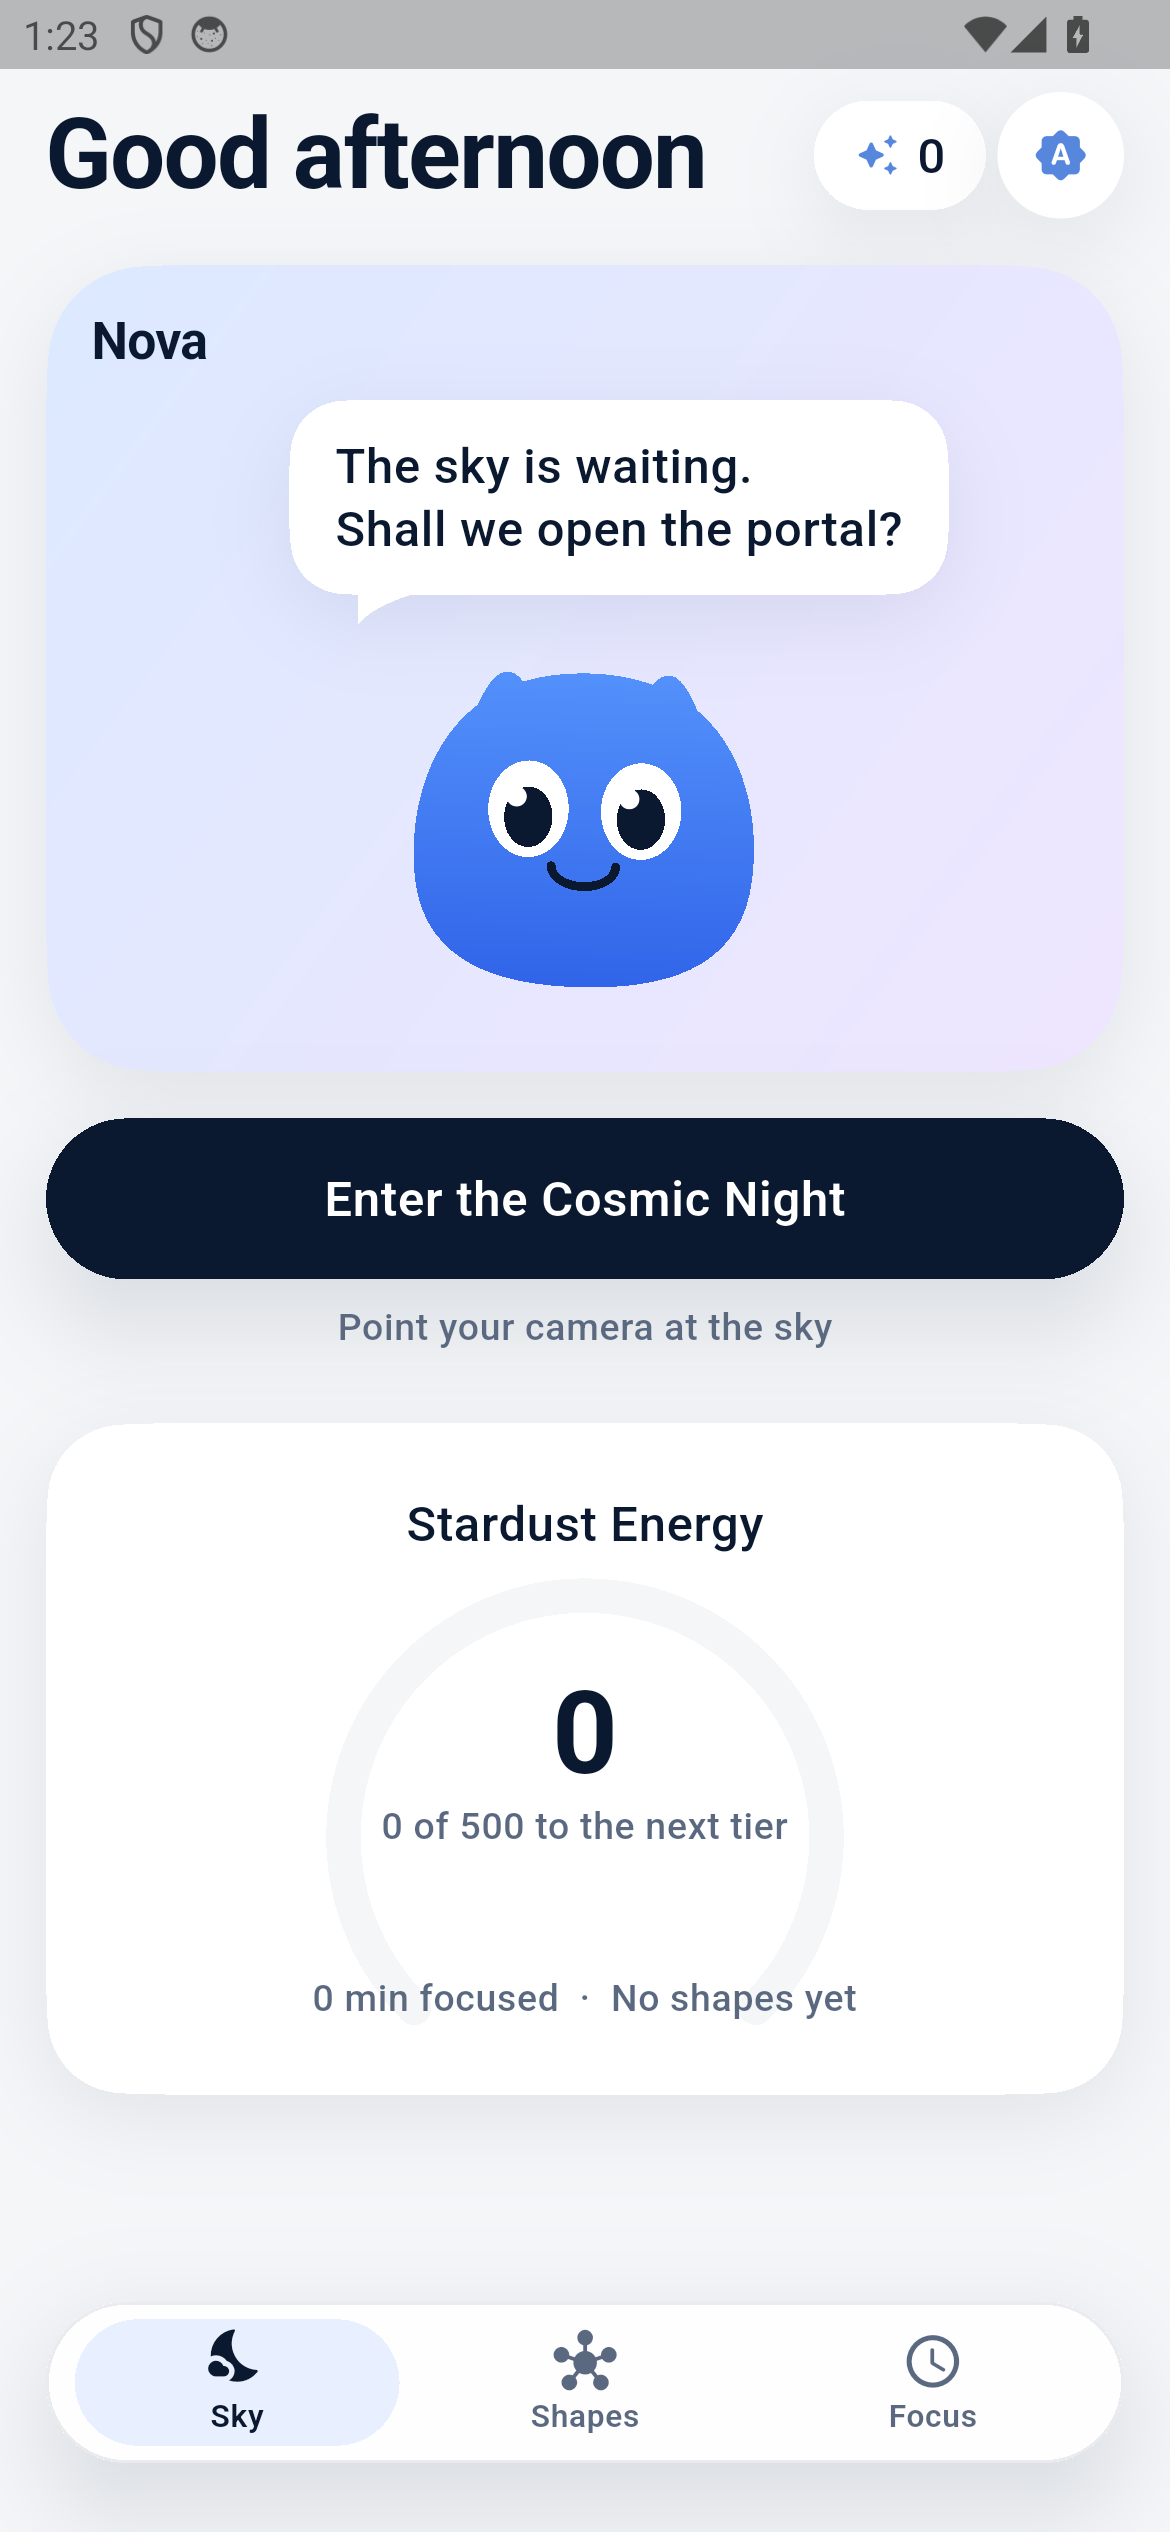 1:23
Good afternoon
0
A
Nova
The sky is waiting.
Shall we open the portal?
Enter the Cosmic Night
Point your camera at the sky
Stardust Energy
0
0 of 500 to the next tier
0 min focused · No shapes yet
Sky
Shapes
Focus